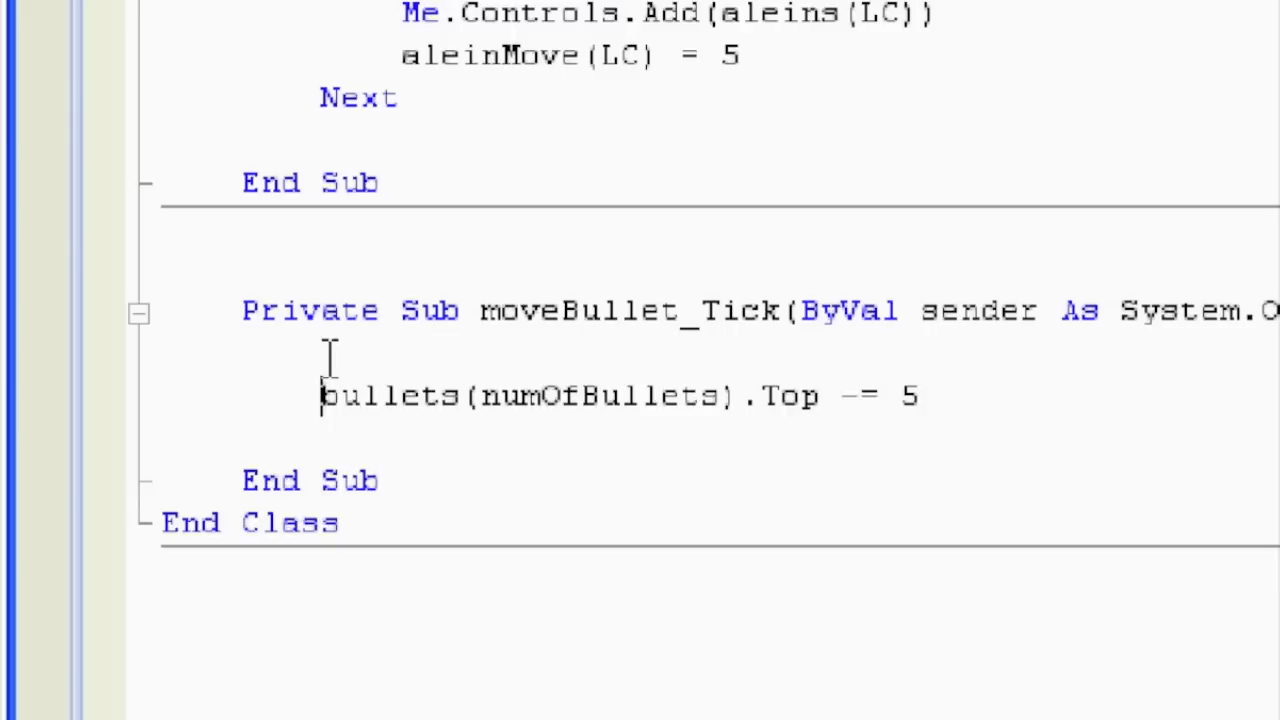 Me.Controls.Add(aleins(LC))
aleinMove(LC) = 5
Next
End Sub
Private Sub moveBullet_Tick(ByVal sender As System.O
bullets(numOfBullets).Top -= 5
End Sub
End Class